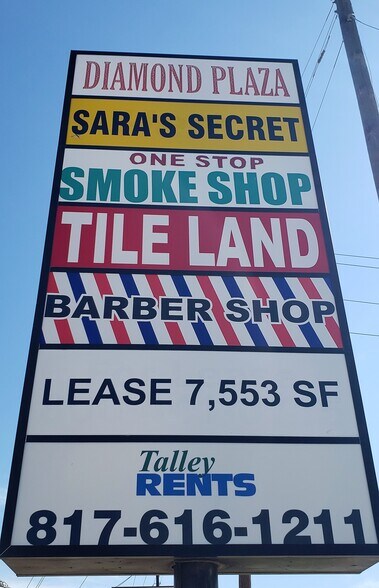 DIAMOND PLAZA
SARA'S SECRET
ONE STOP
SMOKE SHOP
TILE LAND
BARBER SHOP
LEASE 7,553 SF
Talley
RENTS
817-616-1211